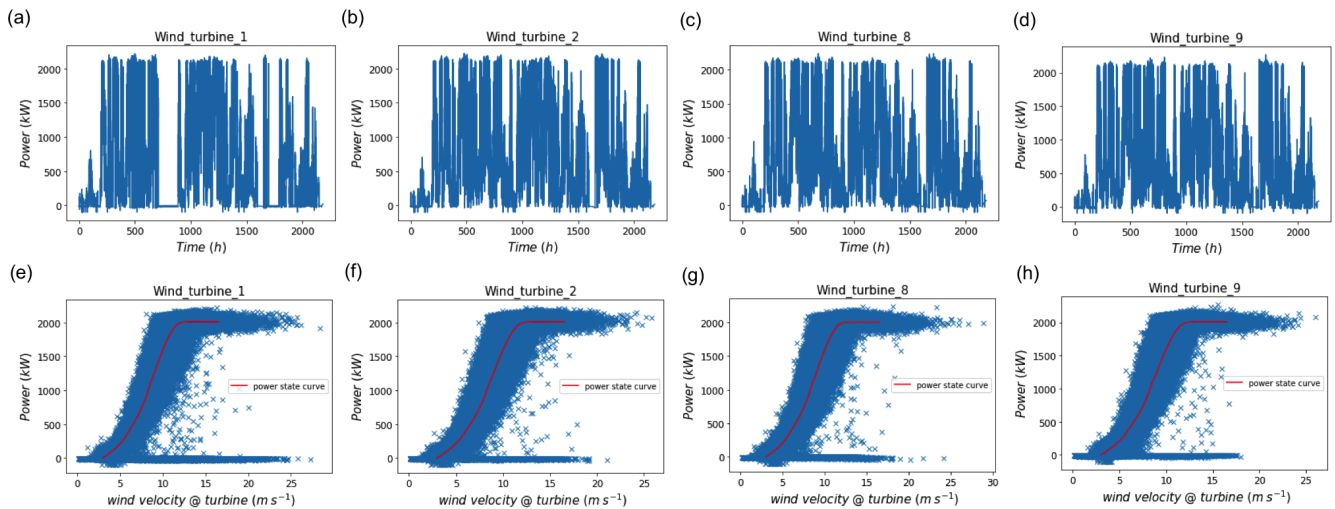 (a)
Wind_turbine_1
2000
1500
1000
500
0
Power (kW)
0 500 1000 1500 2000
Time (h)
(b)
Wind_turbine_2
2000
1500
1000
500
0
Power (kW)
0 500 1000 1500 2000
Time (h)
(c)
Wind_turbine_8
2000
1500
1000
500
0
Power (kW)
0 500 1000 1500 2000
Time (h)
(d)
Wind_turbine_9
2000
1500
1000
500
0
Power (kW)
0 500 1000 1500 2000
Time (h)
(e)
Wind_turbine_1
2000
1500
1000
500
0
Power (kW)
power state curve
0 5 10 15 20 25
wind velocity @ turbine (m s⁻¹)
(f)
Wind_turbine_2
2000
1500
1000
500
0
Power (kW)
power state curve
0 5 10 15 20 25
wind velocity @ turbine (m s⁻¹)
(g)
Wind_turbine_8
2000
1500
1000
500
0
Power (kW)
power state curve
0 5 10 15 20 25 30
wind velocity @ turbine (m s⁻¹)
(h)
Wind_turbine_9
2000
1500
1000
500
0
Power (kW)
power state curve
0 5 10 15 20 25
wind velocity @ turbine (m s⁻¹)